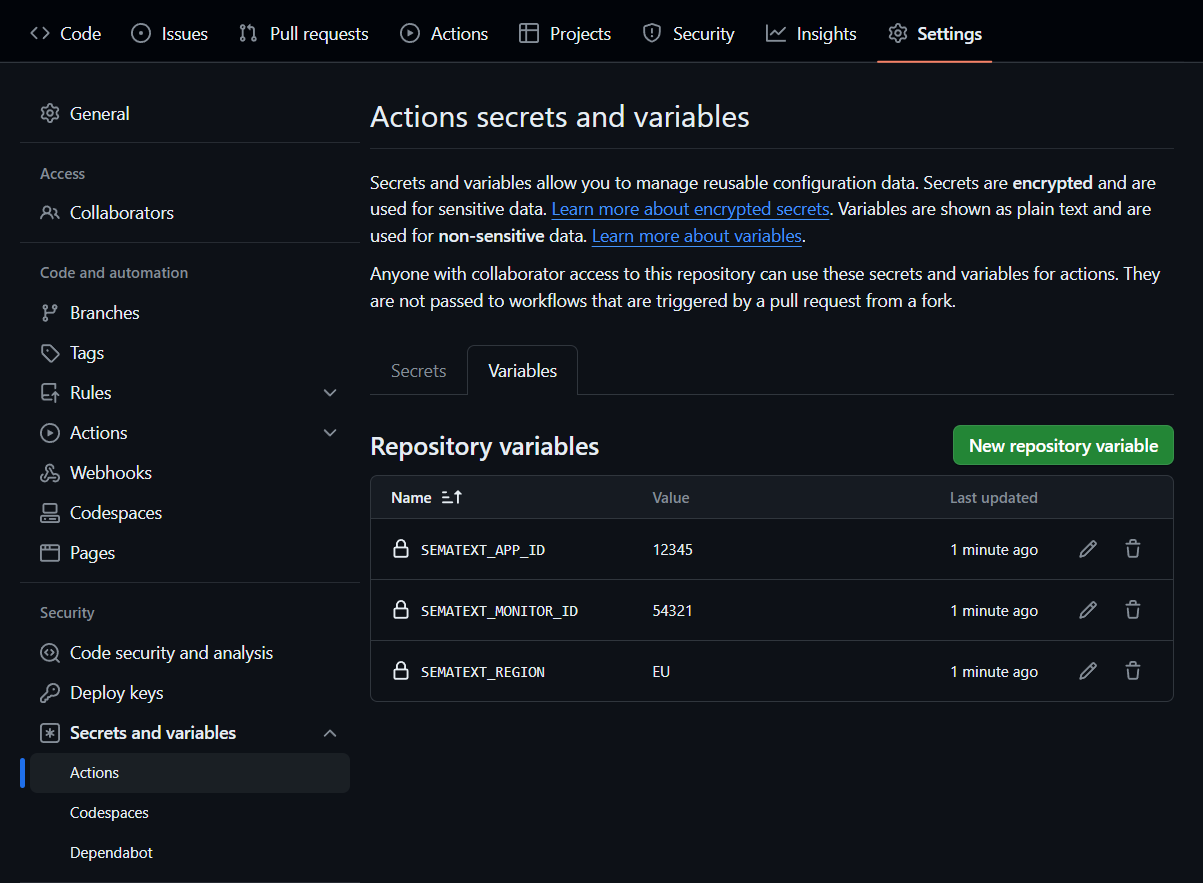 Code Issues Pull requests Actions Projects Security Insights Settings
General
Access
Collaborators
Code and automation
Branches
Tags
Rules
Actions
Webhooks
Codespaces
Pages
Security
Code security and analysis
Deploy keys
Secrets and variables
Actions
Codespaces
Dependabot
Actions secrets and variables
Secrets and variables allow you to manage reusable configuration data. Secrets are encrypted and are
used for sensitive data. Learn more about encrypted secrets. Variables are shown as plain text and are
used for non-sensitive data. Learn more about variables.
Anyone with collaborator access to this repository can use these secrets and variables for actions. They
are not passed to workflows that are triggered by a pull request from a fork.
Secrets Variables
Repository variables New repository variable
Name Value Last updated
SEMATEXT_APP_ID 12345 1 minute ago
SEMATEXT_MONITOR_ID 54321 1 minute ago
SEMATEXT_REGION EU 1 minute ago